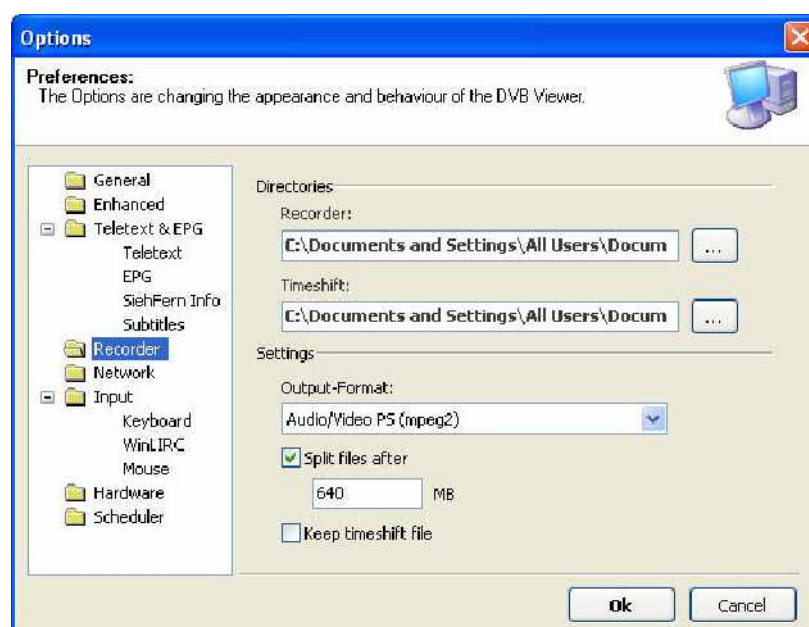 Options
Preferences:
The Options are changing the appearance and behaviour of the DVB Viewer.
General
Enhanced
Teletext & EPG
Teletext
EPG
SiehFern Info
Subtitles
Recorder
Network
Input
Keyboard
WinLIRC
Mouse
Hardware
Scheduler
Directories
Recorder:
C:\Documents and Settings\All Users\Docum
...
Timeshift:
C:\Documents and Settings\All Users\Docum
...
Settings
Output-Format:
Audio/Video PS (mpeg2)
Split files after
640 MB
Keep timeshift file
Ok
Cancel